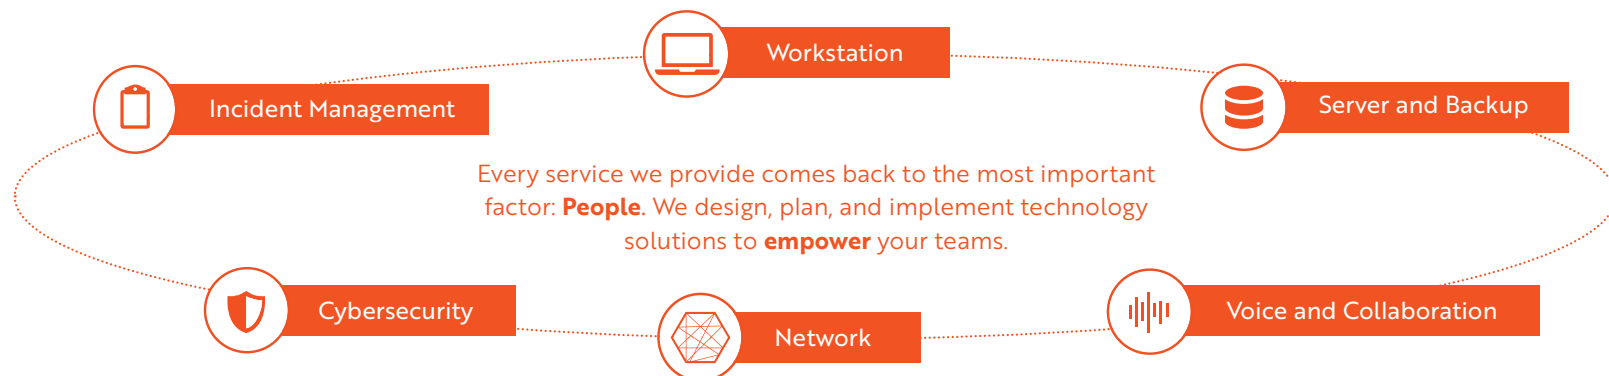 Workstation
Incident Management
Server and Backup
Every service we provide comes back to the most important
factor: People. We design, plan, and implement technology
solutions to empower your teams.
Cybersecurity
Network
Voice and Collaboration